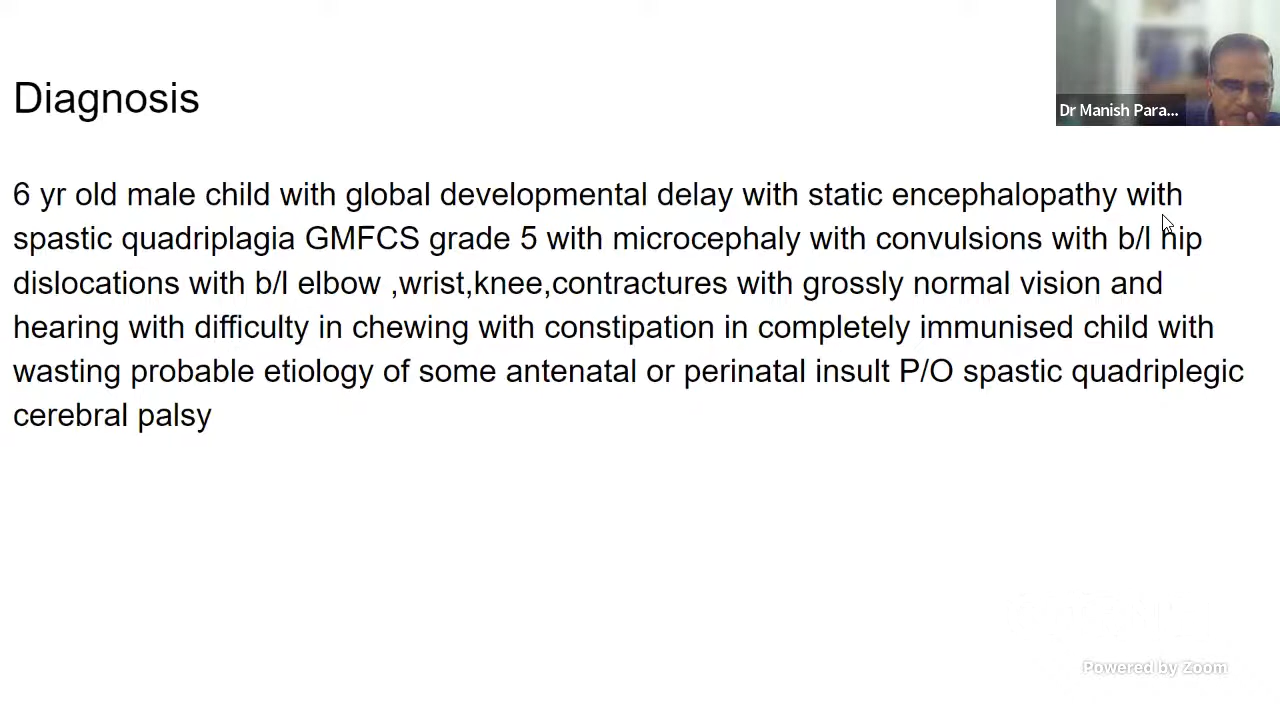 Diagnosis
Dr Manish Para...
6 yr old male child with global developmental delay with static encephalopathy with
spastic quadriplagia GMFCS grade 5 with microcephaly with convulsions with b/l hip
dislocations with b/l elbow ,wrist,knee,contractures with grossly normal vision and
hearing with difficulty in chewing with constipation in completely immunised child with
wasting probable etiology of some antenatal or perinatal insult P/O spastic quadriplegic
cerebral palsy
Powered by Zoom